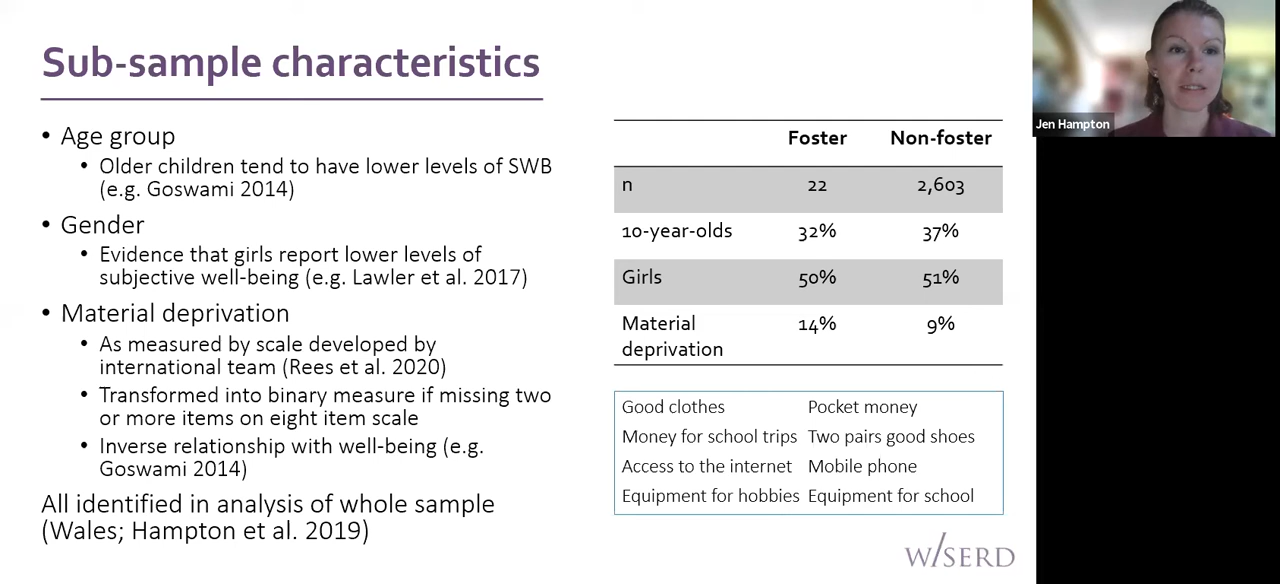 Sub-sample characteristics
• Age group
• Older children tend to have lower levels of SWB
(e.g. Goswami 2014)
• Gender
• Evidence that girls report lower levels of
subjective well-being (e.g. Lawler et al. 2017)
• Material deprivation
• As measured by scale developed by
international team (Rees et al. 2020)
• Transformed into binary measure if missing two
or more items on eight item scale
• Inverse relationship with well-being (e.g.
Goswami 2014)
All identified in analysis of whole sample
(Wales; Hampton et al. 2019)
Foster Non-foster
n 22 2,603
10-year-olds 32% 37%
Girls 50% 51%
Material 14% 9%
deprivation
Good clothes Pocket money
Money for school trips Two pairs good shoes
Access to the internet Mobile phone
Equipment for hobbies Equipment for school
W/SERD
Jen Hampton